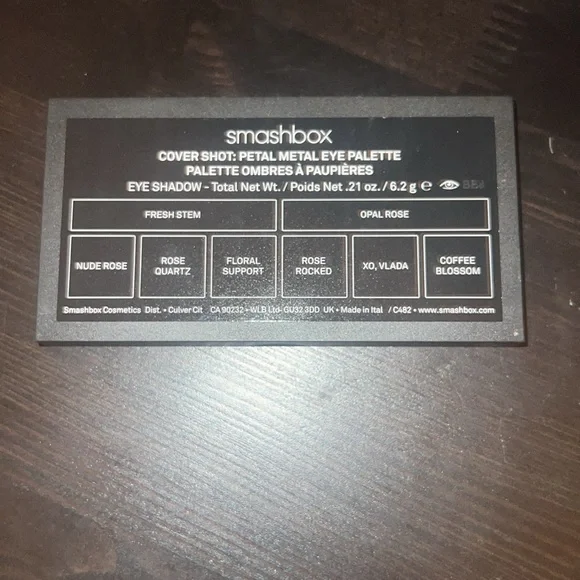 smashbox
COVER SHOT: PETAL METAL EYE PALETTE
PALETTE OMBRES À PAUPIÈRES
EYE SHADOW - Total Net Wt. / Poids Net .21 oz. / 6.2 g ℮
FRESH STEM OPAL ROSE
NUDE ROSE
ROSE
QUARTZ
FLORAL
SUPPORT
ROSE
ROCKED
XO, VLADA
COFFEE
BLOSSOM
Smashbox Cosmetics Dist. • Culver Cit CA 90232 • WLB Ltd GU32 3DD UK • Made in Ital / C482 • www.smashbox.com